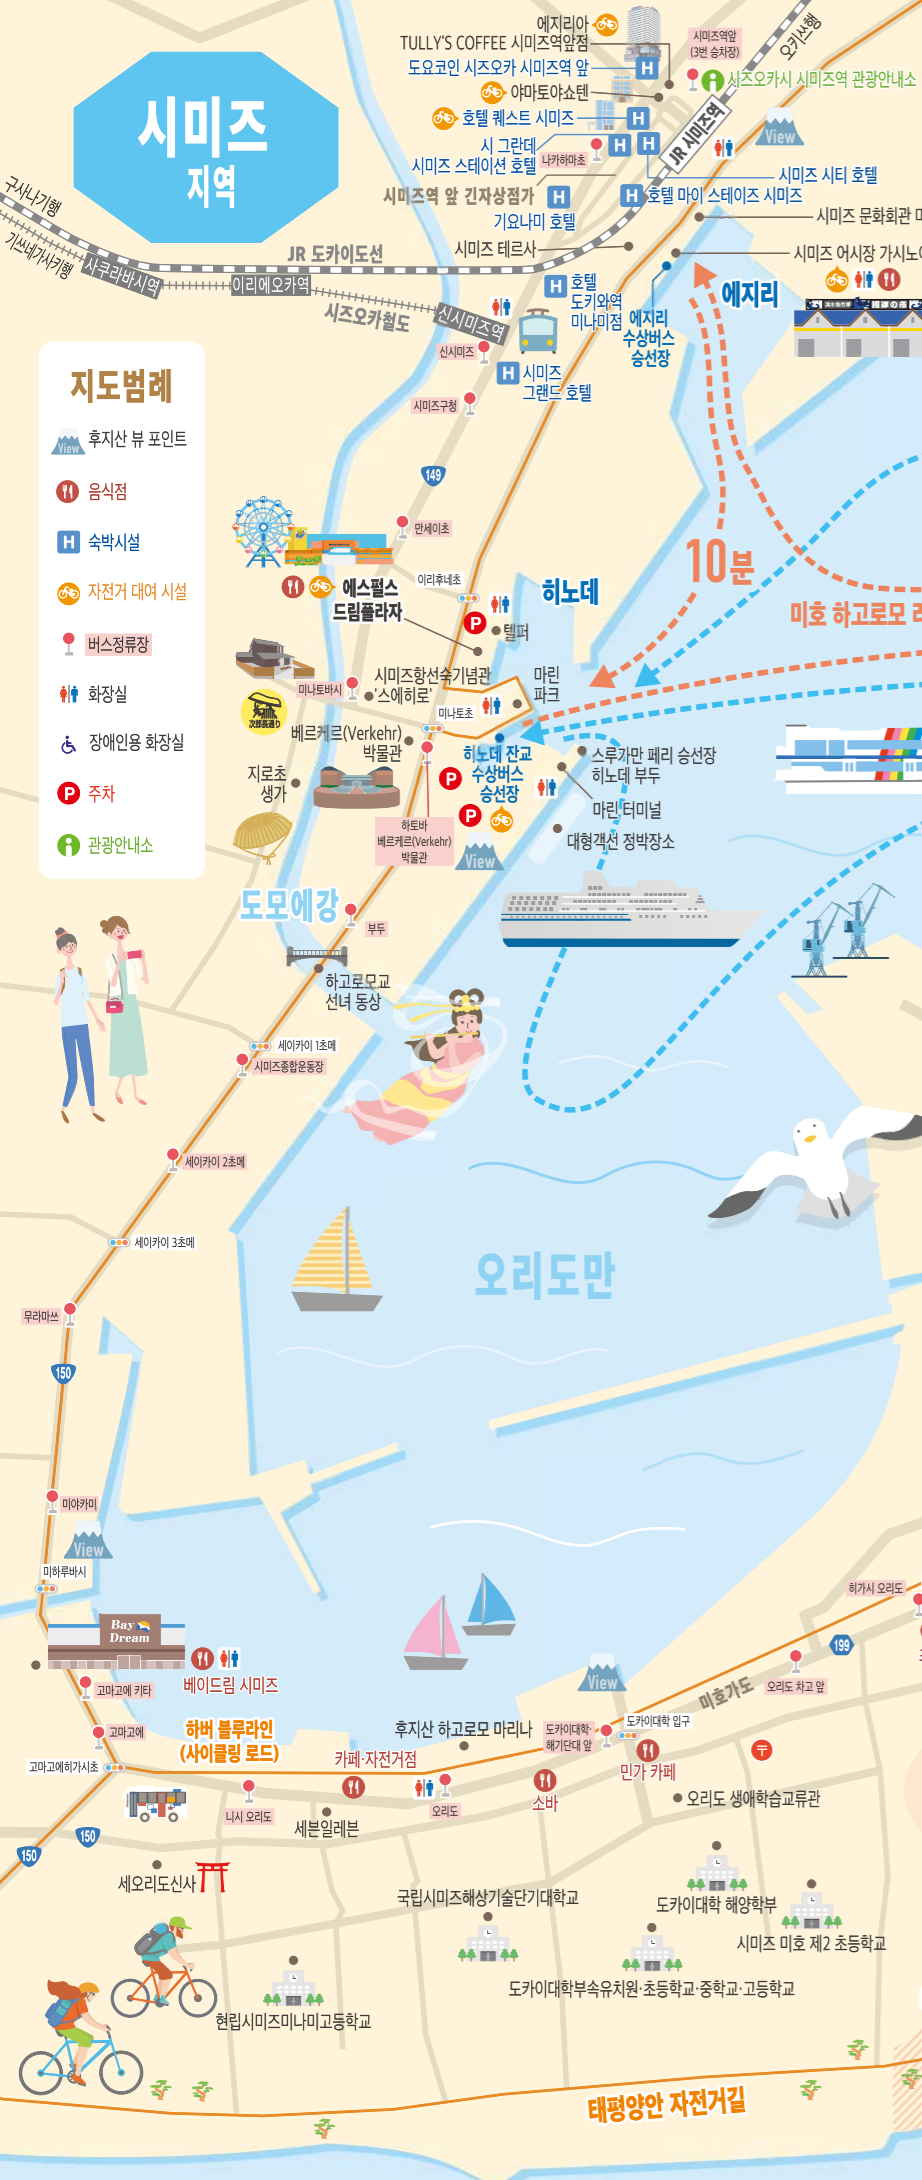 에지리아
TULLY'S COFFEE 시미즈역앞점
도요코인 시즈오카 시미즈역 앞
야마토야쇼텐
호텔 퀘스트 시미즈
시 그란데
시미즈 스테이션 호텔
나카하마초
시미즈역 앞 긴자상점가
기요나미 호텔
시미즈 테르사
시미즈역앞
(3번 승차장)
오키쓰행
시즈오카시 시미즈역 관광안내소
JR 시미즈역
View
시미즈 시티 호텔
호텔 마이 스테이즈 시미즈
시미즈 문화회관
시미즈 어시장 가시노
시미즈
지역
구사나기행
기쓰네가사키행
사쿠라바시역
JR 도카이도선
이리에오카역
시즈오카철도
신시미즈역
호텔
도키와역
미나미점
에지리
수상버스
승선장
에지리
신시미즈
시미즈
그랜드 호텔
시미즈구청
지도범례
View
후지산 뷰 포인트
음식점
H 숙박시설
자전거 대여 시설
버스정류장
화장실
장애인용 화장실
P 주차
관광안내소
149
만세이초
10분
미호 하고로모
이리후네초
히노데
에스펄스
드림플라자
P
텔퍼
시미즈항선숙기념관
'스에히로'
미나토바시
마린
파크
미나토초
次郎長通り
베르케르(Verkehr)
박물관
히노데 잔교
수상버스
승선장
스루가만 페리 승선장
히노데 부두
지로초
생가
P
마린 터미널
P
하토바
베르케르(Verkehr)
박물관
View
대형객선 정박장소
도모에강
부두
하고로모교
선녀 동상
세이카이 1초메
시미즈종합운동장
세이카이 2초메
세이카이 3초메
오리도만
무라마쓰
150
미야카미
View
미하루바시
Bay
Dream
베이드림 시미즈
고마고에 키타
고마고에
고마고에히가시초
하버 블루라인
(사이클링 로드)
카페·자전거점
후지산 하고로모 마리나
View
도카이대학·
해기단대 앞
도카이대학 입구
미호가도
히가시 오리도
199
오리도 차고 앞
민가 카페
니시 오리도
세븐일레븐
오리도
소바
오리도 생애학습교류관
150
150
세오리도신사
국립시미즈해상기술단기대학교
도카이대학 해양학부
시미즈 미호 제2 초등학교
도카이대학부속유치원·초등학교·중학교·고등학교
현립시미즈미나미고등학교
태평양안 자전거길